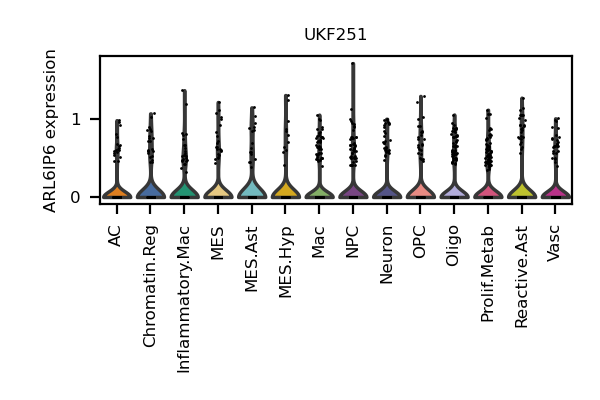 UKF251
ARL6IP6 expression
1
0
AC
Chromatin.Reg
Inflammatory.Mac
MES
MES.Ast
MES.Hyp
Mac
NPC
Neuron
OPC
Oligo
Prolif.Metab
Reactive.Ast
Vasc